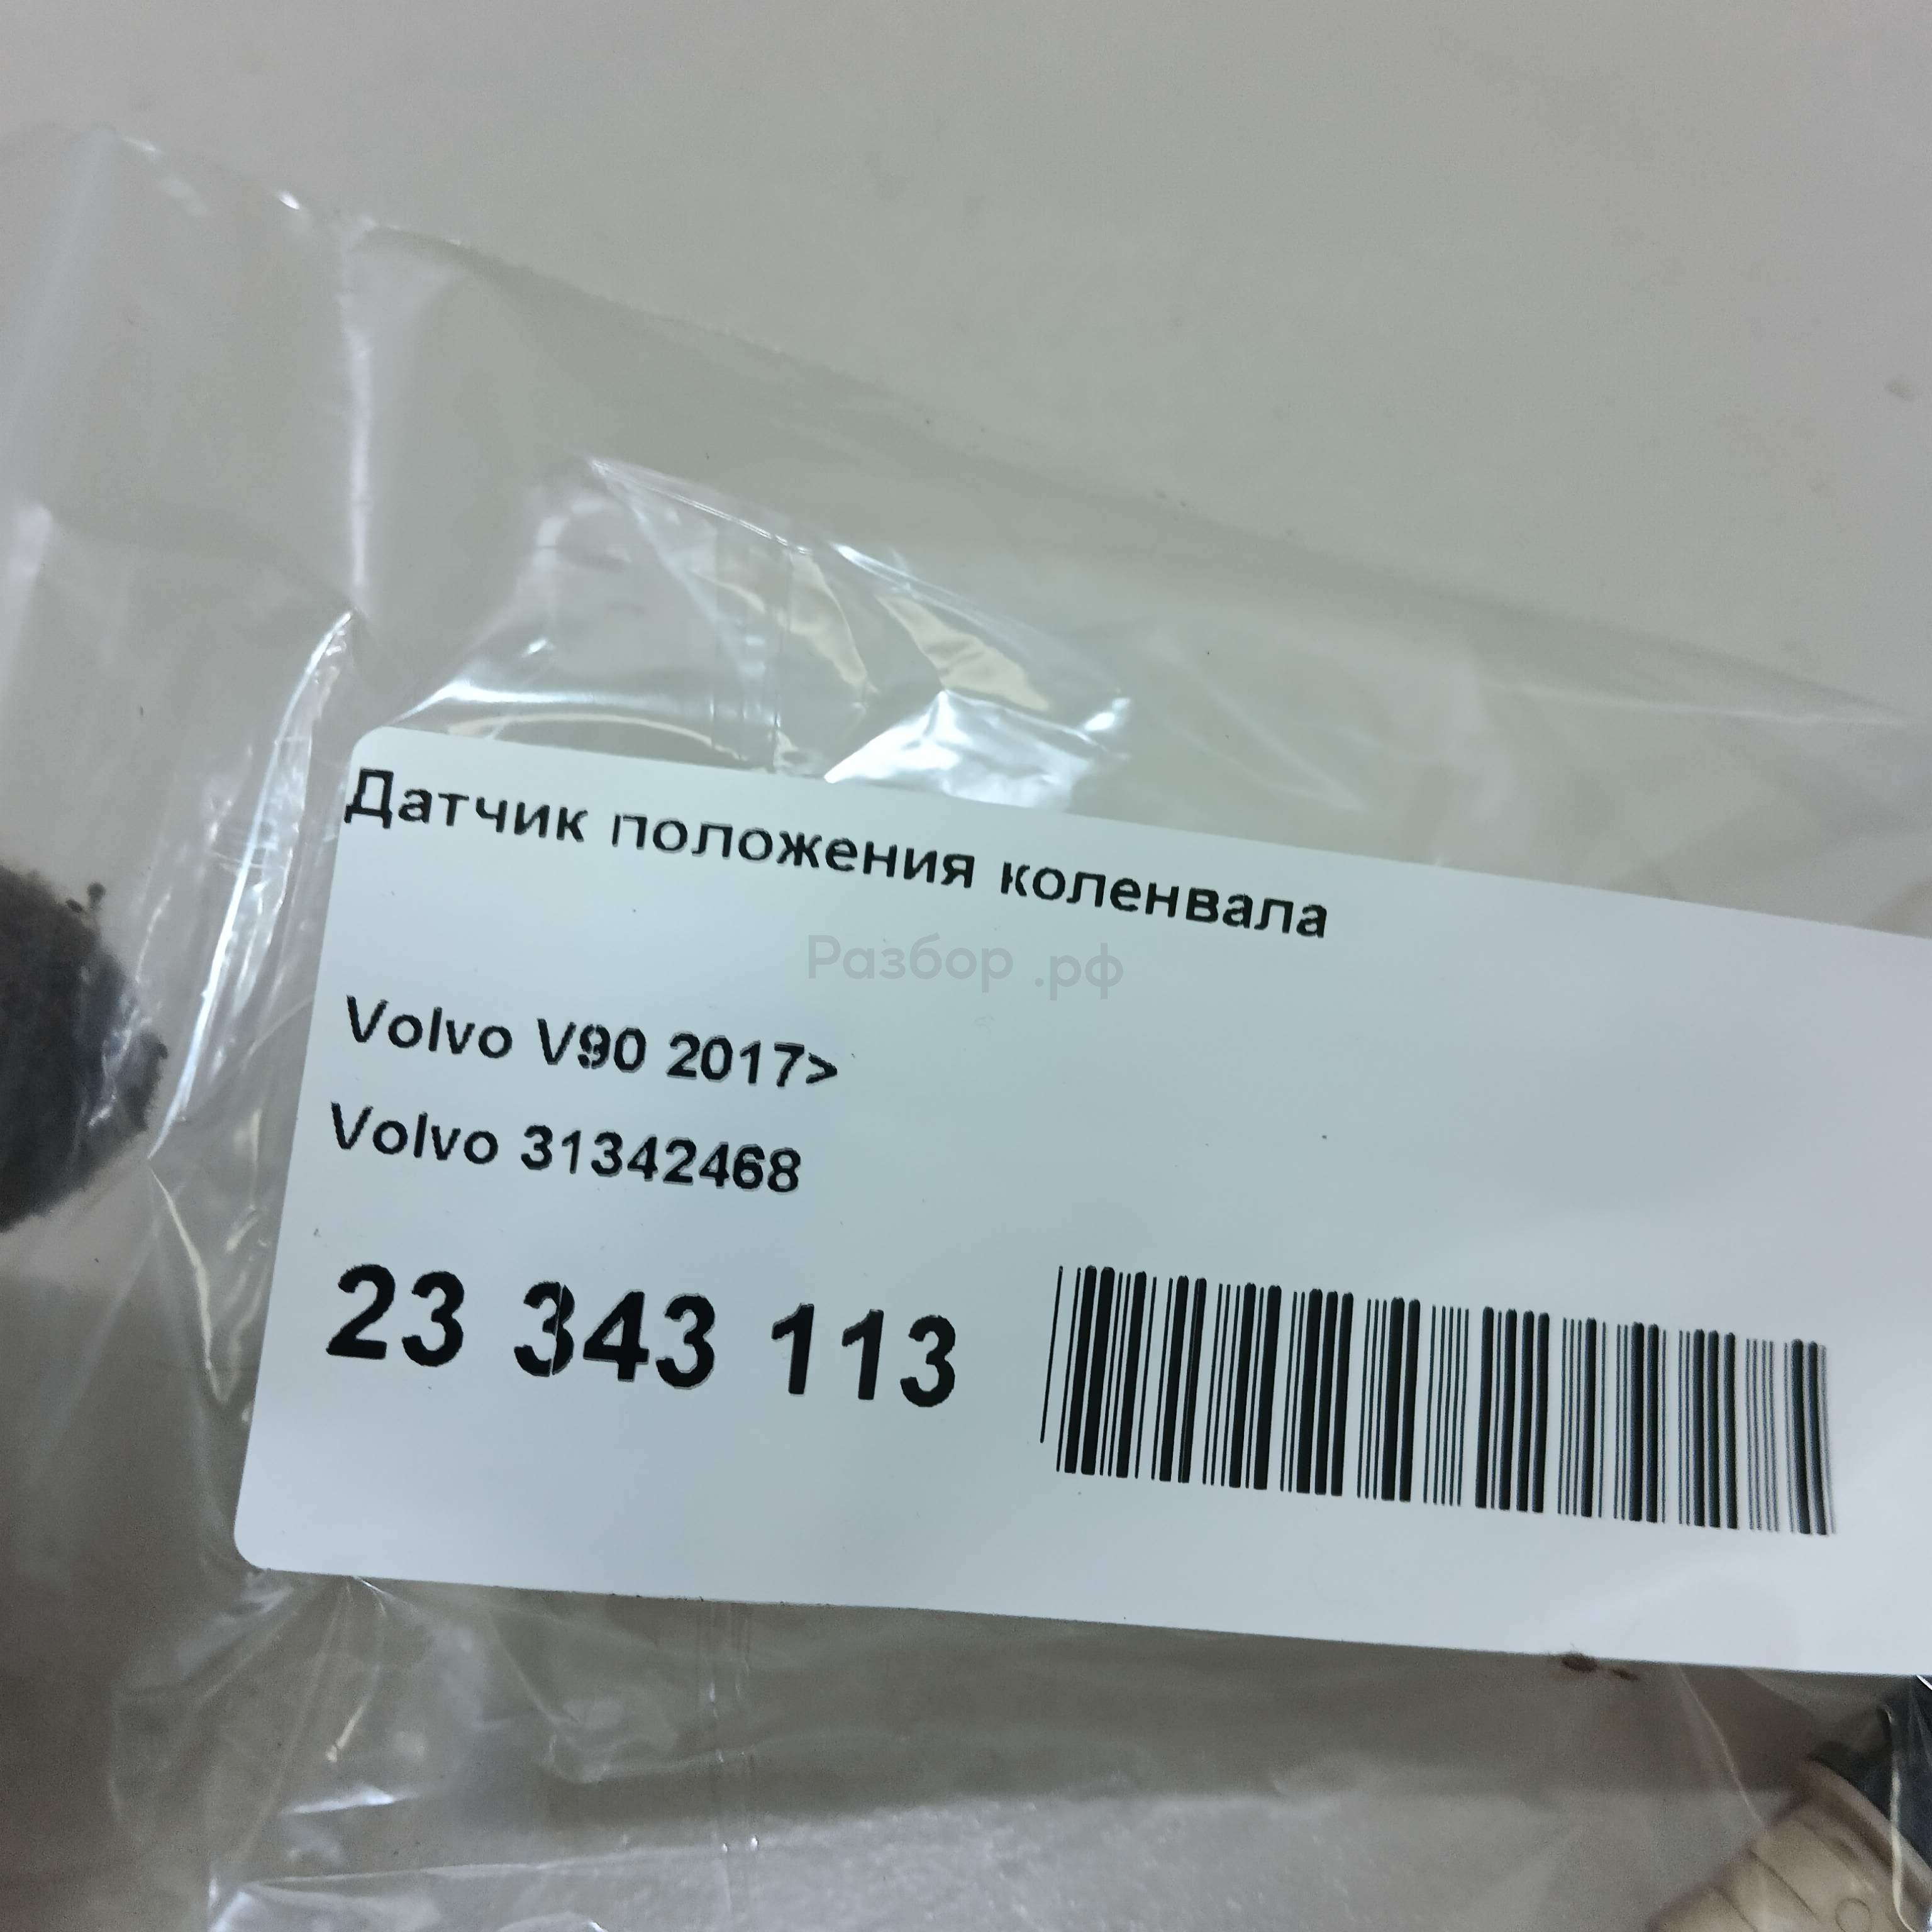 Датчик положения коленвала
Разбор.рф
Volvo V90 2017>
Volvo 31342468
23 343 113